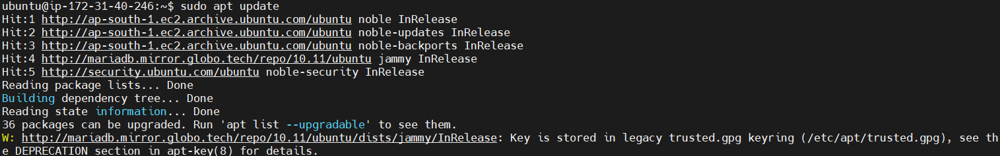 ubuntu@ip-172-31-40-246:~$ sudo apt update
Hit:1 http://ap-south-1.ec2.archive.ubuntu.com/ubuntu noble InRelease
Hit:2 http://ap-south-1.ec2.archive.ubuntu.com/ubuntu noble-updates InRelease
Hit:3 http://ap-south-1.ec2.archive.ubuntu.com/ubuntu noble-backports InRelease
Hit:4 http://mariadb.mirror.globo.tech/repo/10.11/ubuntu jammy InRelease
Hit:5 http://security.ubuntu.com/ubuntu noble-security InRelease
Reading package lists... Done
Building dependency tree... Done
Reading state information... Done
36 packages can be upgraded. Run 'apt list --upgradable' to see them.
W: http://mariadb.mirror.globo.tech/repo/10.11/ubuntu/dists/jammy/InRelease: Key is stored in legacy trusted.gpg keyring (/etc/apt/trusted.gpg), see th
e DEPRECATION section in apt-key(8) for details.